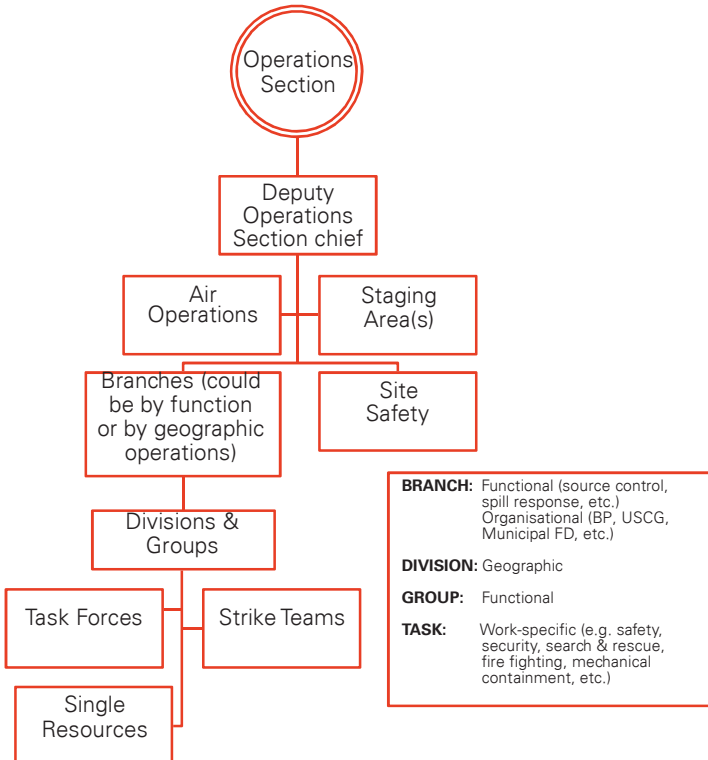 Operations
Section
Deputy
Operations
Section chief
Air
Operations
Staging
Area(s)
Branches (could
be by function
or by geographic
operations)
Site
Safety
Divisions &
Groups
Task Forces
Strike Teams
Single
Resources
BRANCH: Functional (source control,
spill response, etc.)
Organisational (BP, USCG,
Municipal FD, etc.)
DIVISION: Geographic
GROUP: Functional
TASK: Work-specific (e.g. safety,
security, search & rescue,
fire fighting, mechanical
containment, etc.)